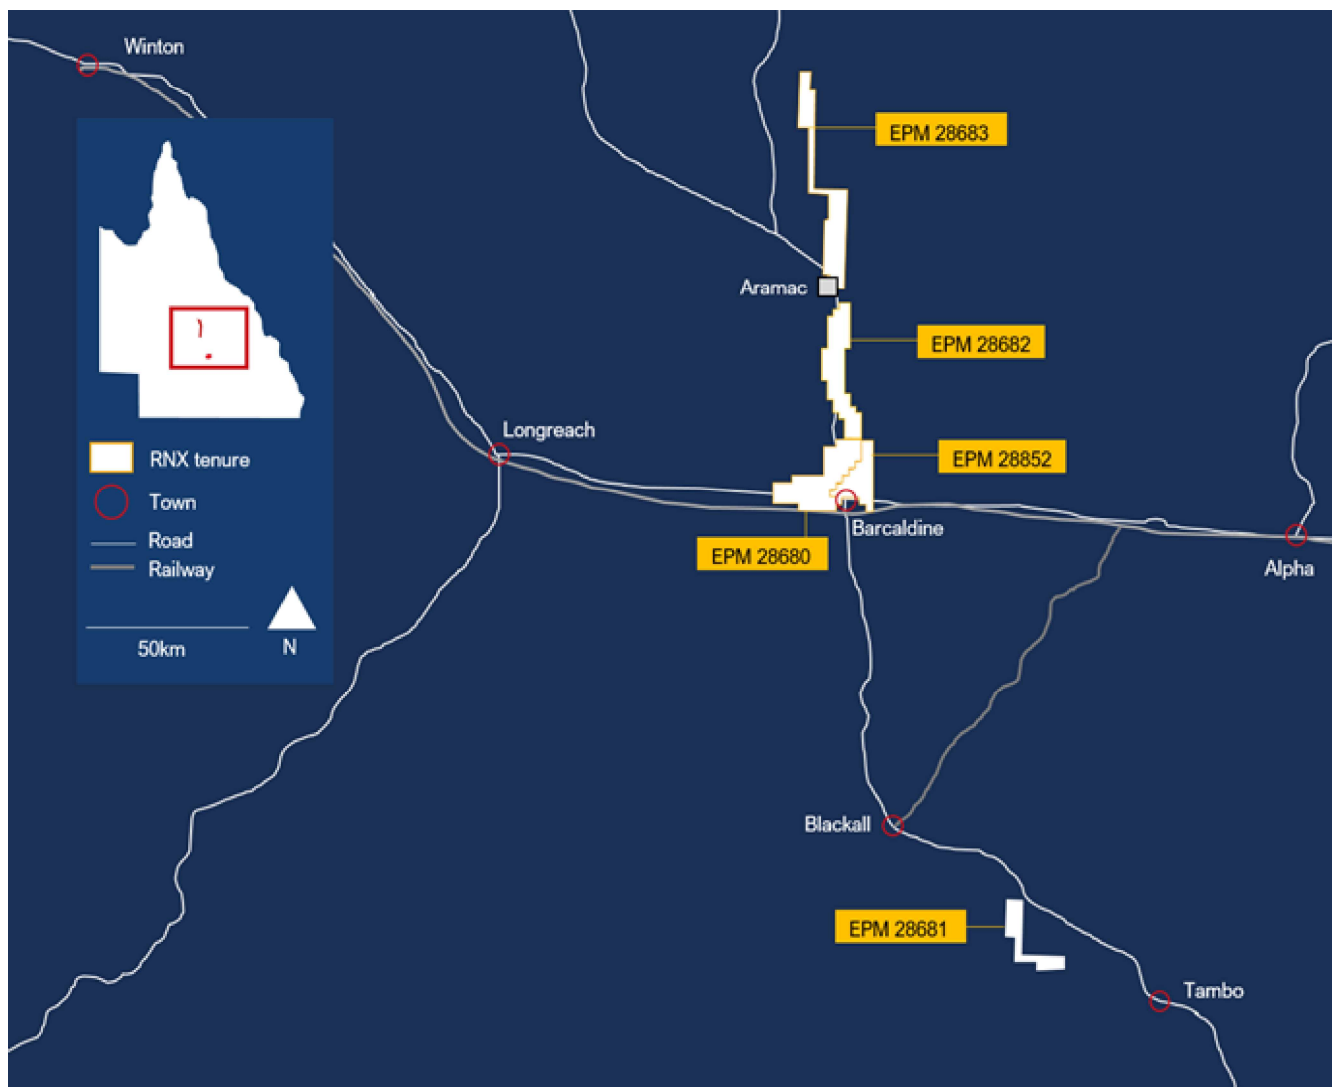 Winton
EPM 28683
Aramac
EPM 28682
Longreach
RNX tenure
EPM 28852
Town
Barcaldine
Road
EPM 28680
Railway
Alpha
50km
N
Blackall
EPM 28681
Tambo